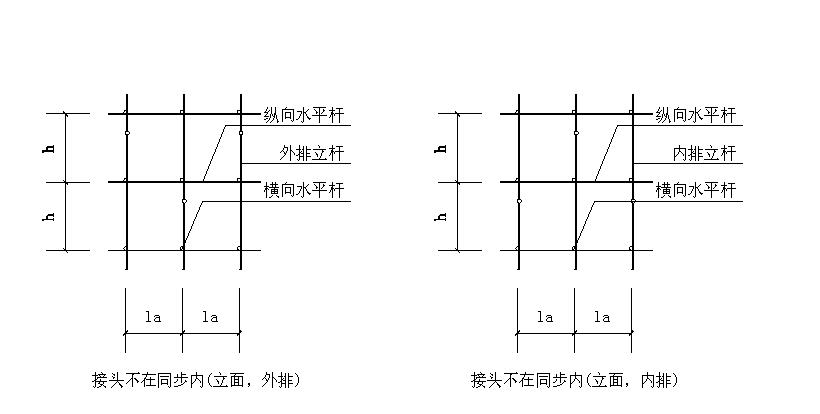 纵向水平杆
外排立杆
横向水平杆
h
h
la
la
接头不在同步内(立面，外排)
纵向水平杆
内排立杆
横向水平杆
h
h
la
la
接头不在同步内(立面，内排)